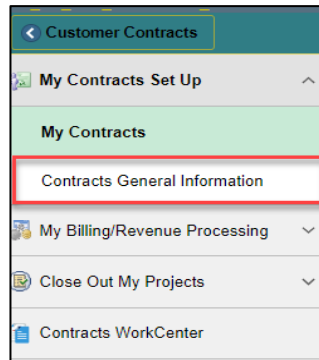 Customer Contracts
My Contracts Set Up
My Contracts
Contracts General Information
My Billing/Revenue Processing
Close Out My Projects
Contracts WorkCenter